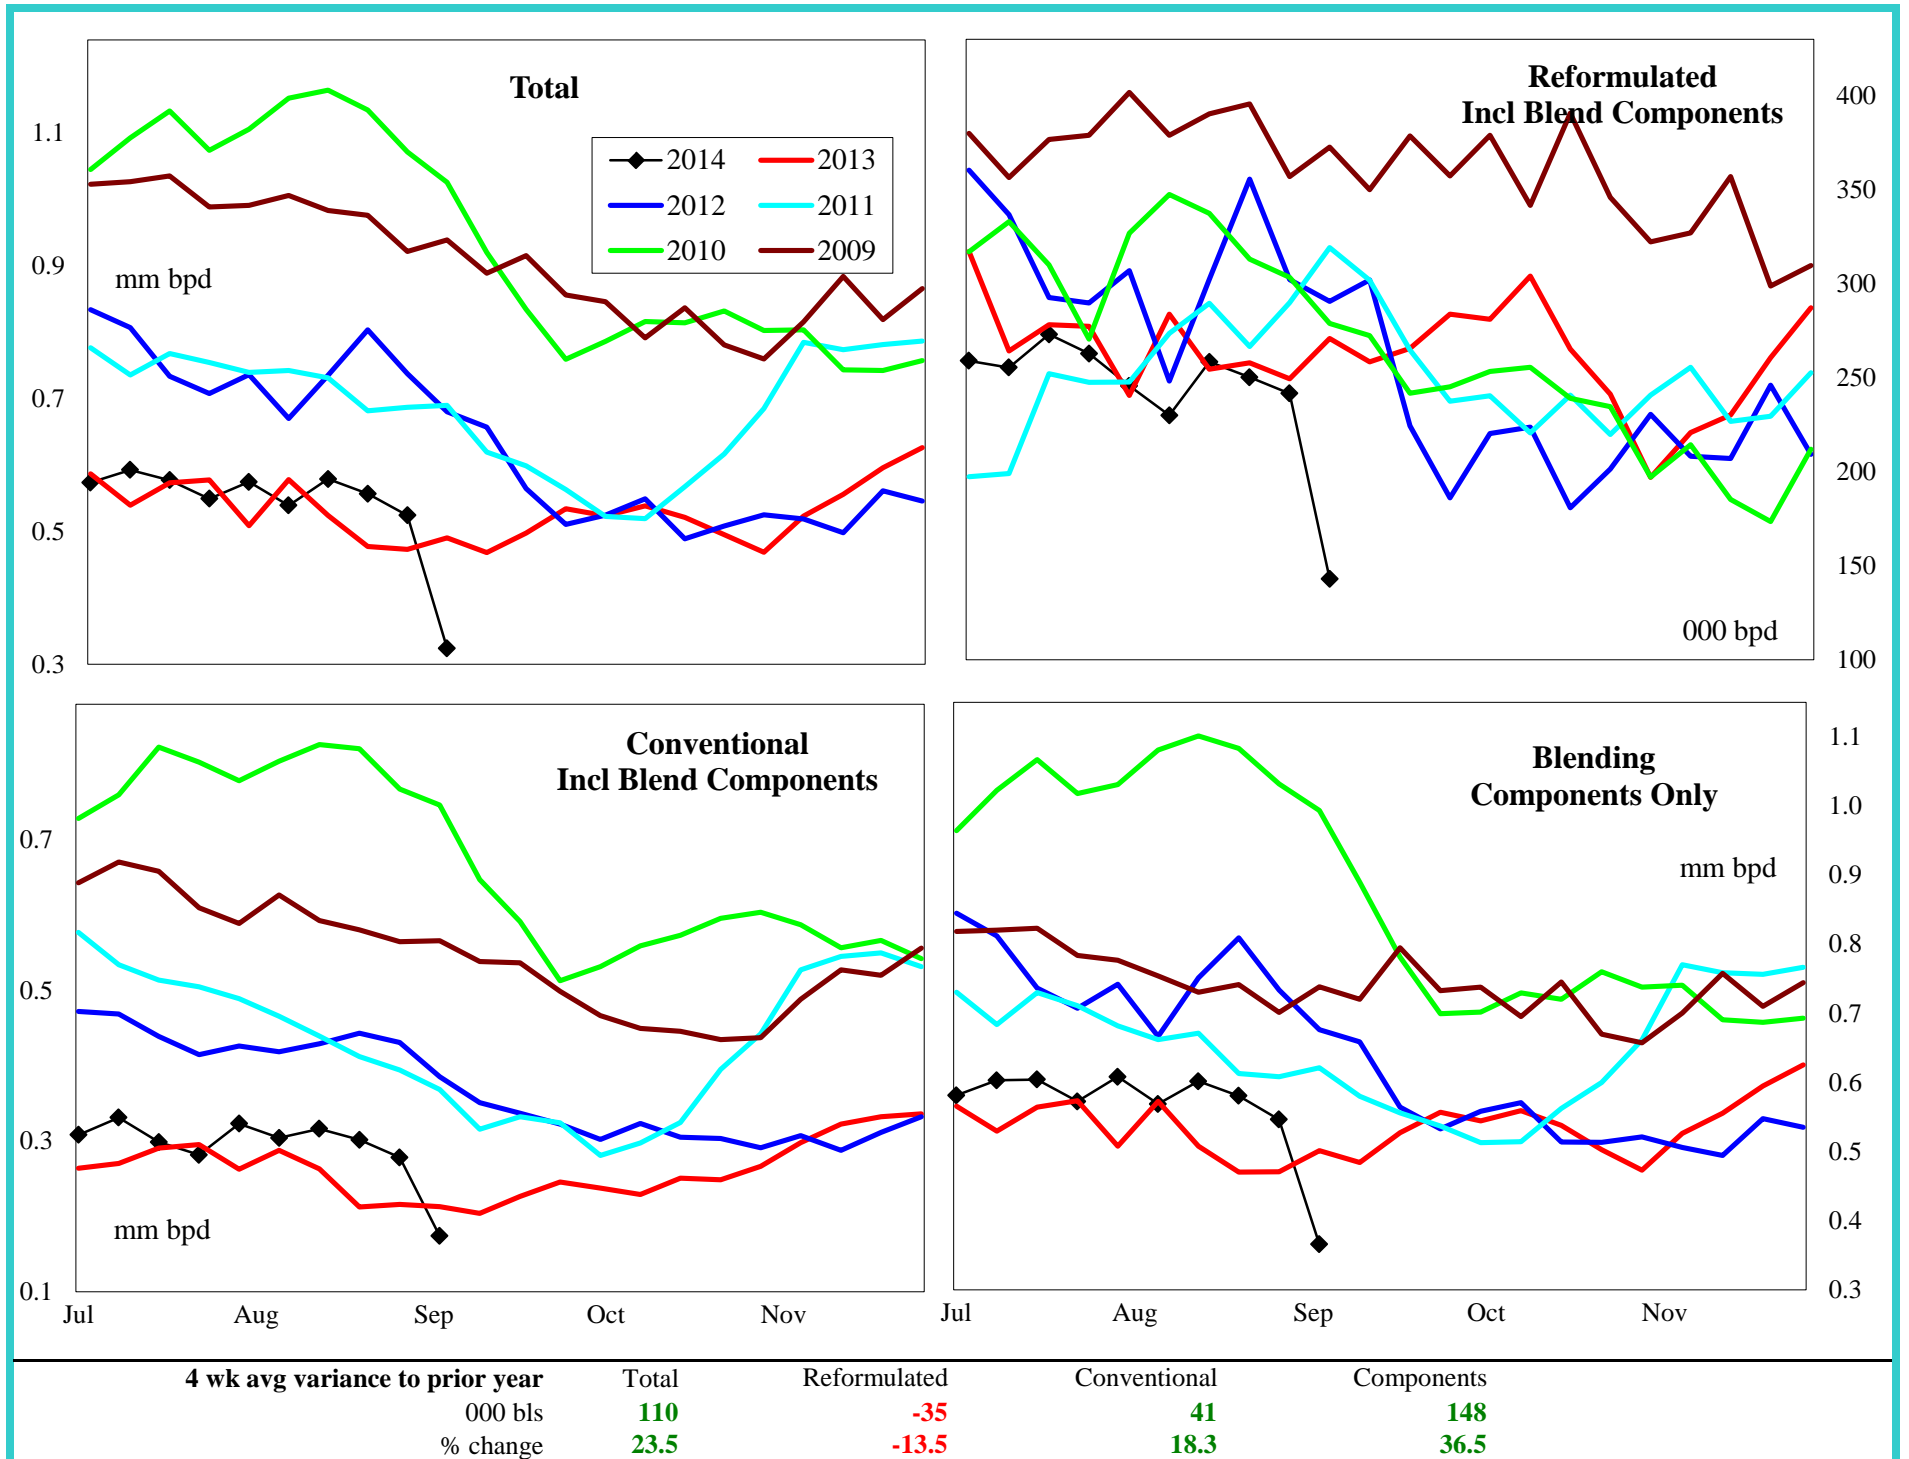 Total
1.1
0.9
0.7
0.5
0.3
mm bpd
2014 2013
2012 2011
2010 2009
Reformulated
Incl Blend Components
400
350
300
250
200
150
100
000 bpd
Conventional
Incl Blend Components
0.7
0.5
0.3
0.1
mm bpd
Jul Aug Sep Oct Nov
Blending
Components Only
mm bpd
1.1
1.0
0.9
0.8
0.7
0.6
0.5
0.4
0.3
Jul Aug Sep Oct Nov
4 wk avg variance to prior year Total Reformulated Conventional Components
000 bls 110 -35 41 148
% change 23.5 -13.5 18.3 36.5